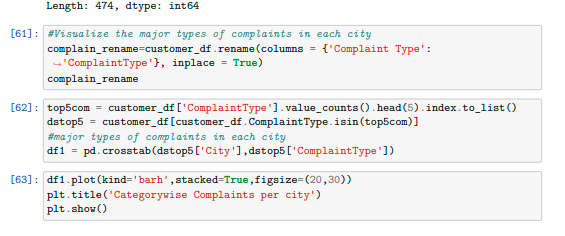 Length: 474, dtype: int64
[61]: #Visualize the major types of complaints in each city
complain_rename=customer_df.rename(columns = {'Complaint Type':
↪'ComplaintType'}, inplace = True)
complain_rename
[62]: top5com = customer_df['ComplaintType'].value_counts().head(5).index.to_list()
dstop5 = customer_df[customer_df.ComplaintType.isin(top5com)]
#major types of complaints in each city
df1 = pd.crosstab(dstop5['City'],dstop5['ComplaintType'])
[63]: df1.plot(kind='barh',stacked=True,figsize=(20,30))
plt.title('Categorywise Complaints per city')
plt.show()